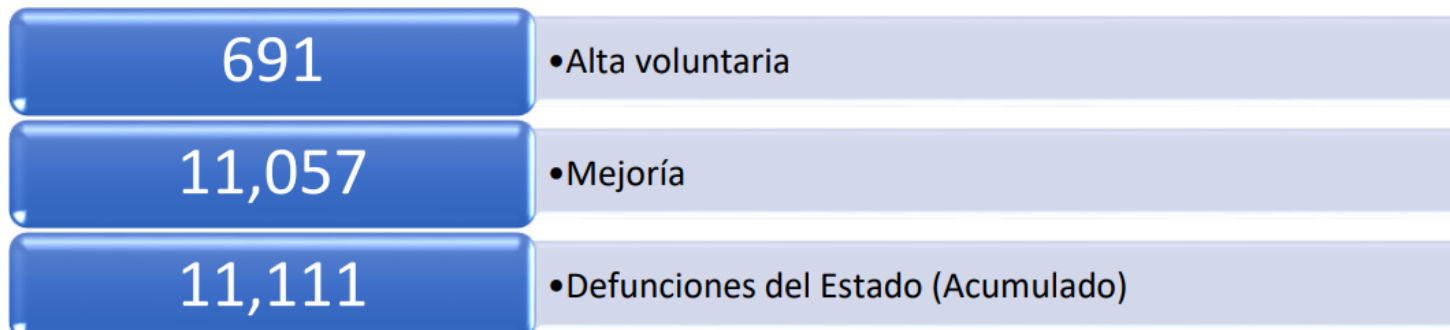 691
•Alta voluntaria
11,057
•Mejoría
11,111
•Defunciones del Estado (Acumulado)